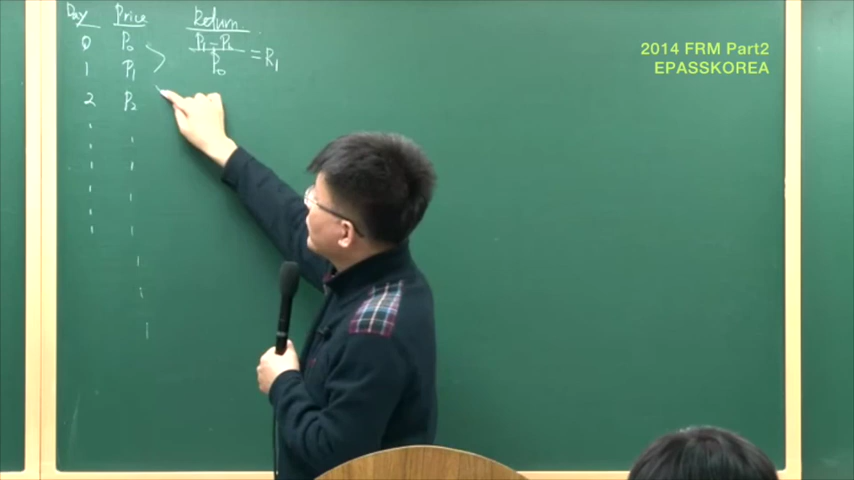 Day Price Return
0 P₀ P₁ - P₀ / P₀ = R₁
1 P₁
2 P₂
2014 FRM Part2
EPASSKOREA